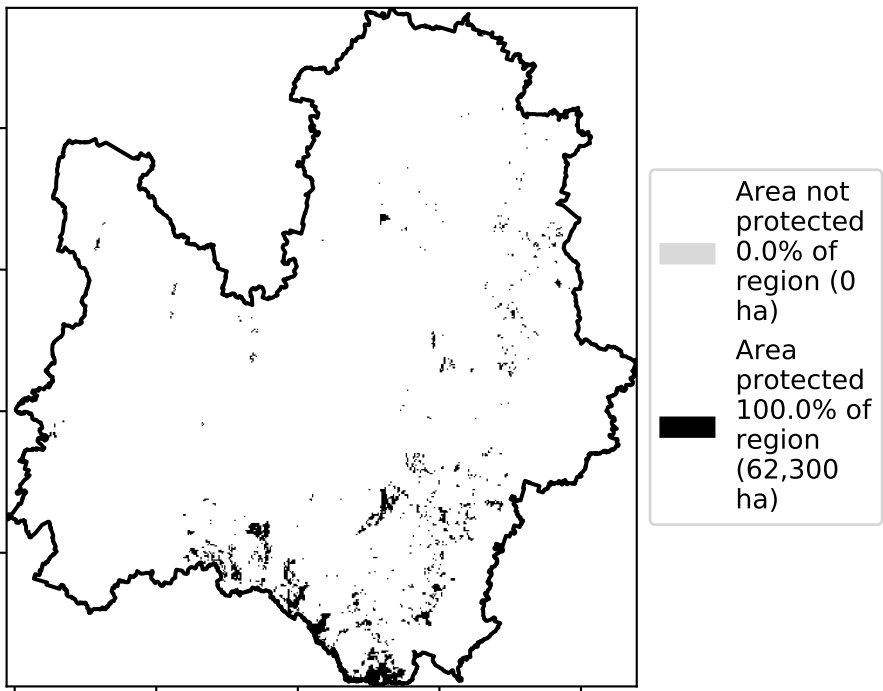 Area not
protected
0.0% of
region (0
ha)
Area
protected
100.0% of
region
(62,300
ha)